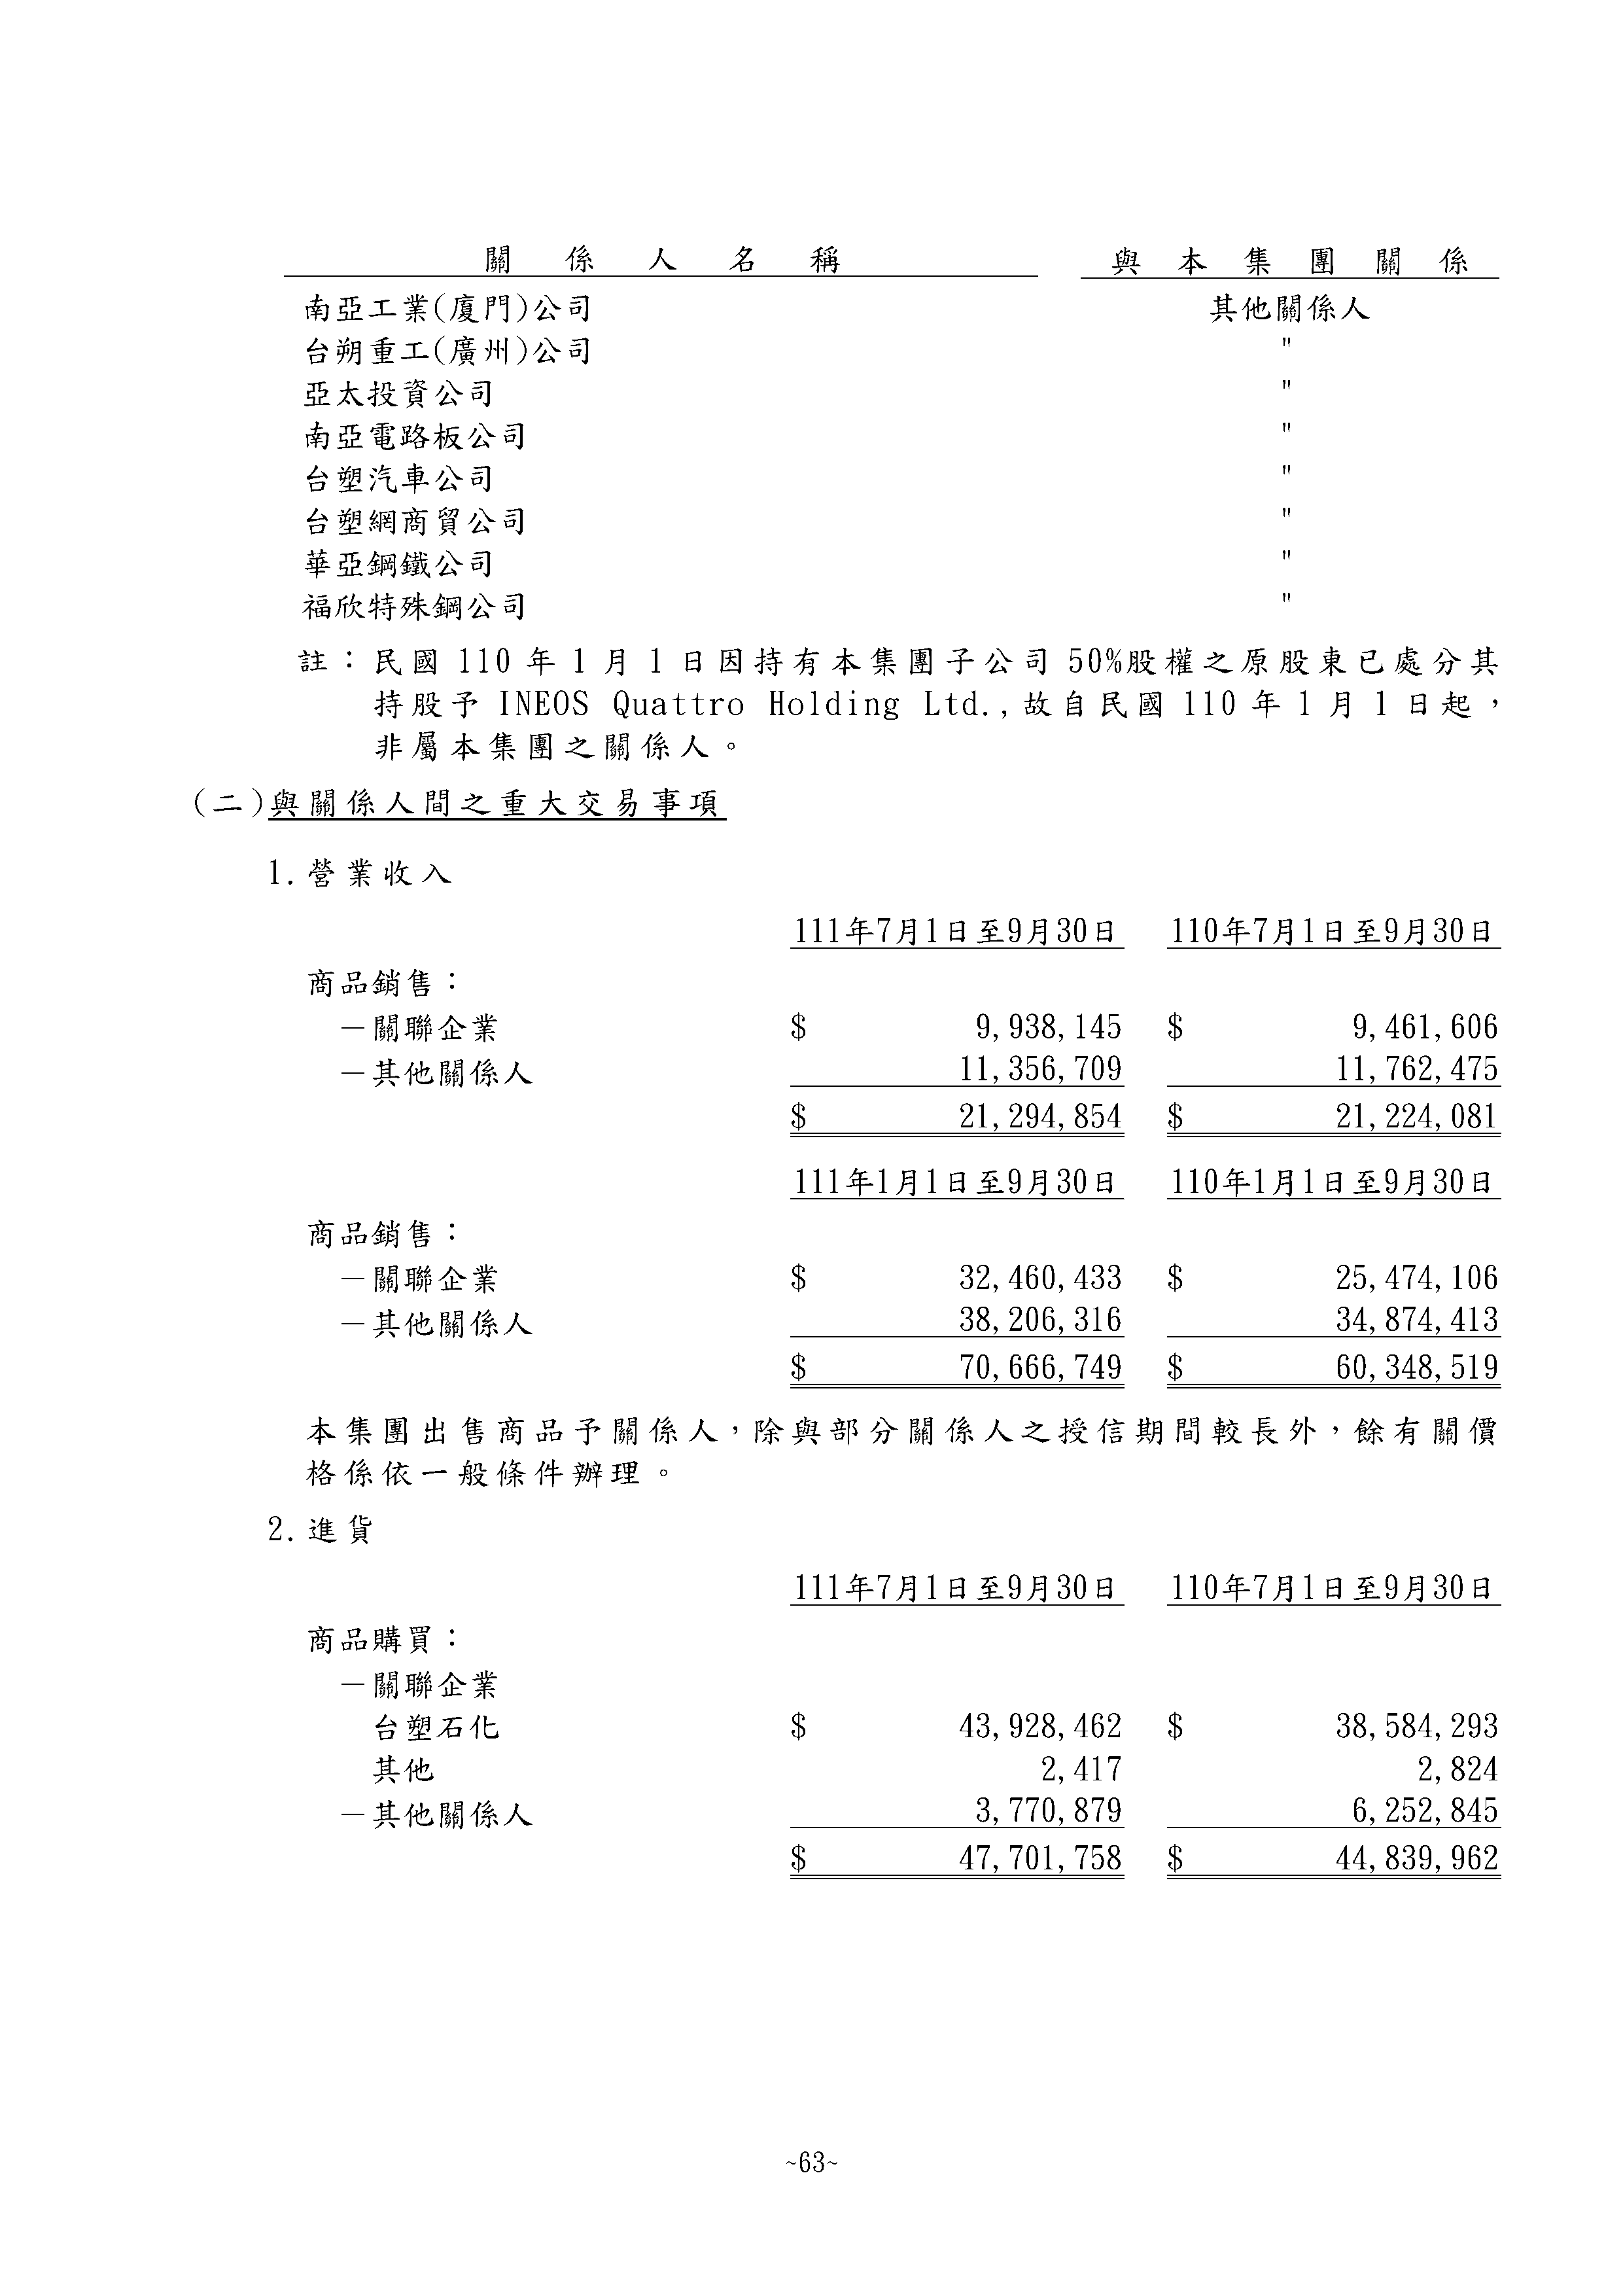 關係人名稱 與本集團關係
南亞工業(廈門)公司 其他關係人
台朔重工(廣州)公司 "
亞太投資公司 "
南亞電路板公司 "
台塑汽車公司 "
台塑網商貿公司 "
華亞鋼鐵公司 "
福欣特殊鋼公司 "
註：民國 110 年 1 月 1 日因持有本集團子公司 50%股權之原股東已處分其
持股予 INEOS Quattro Holding Ltd.,故自民國 110 年 1 月 1 日起，
非屬本集團之關係人。
(二)與關係人間之重大交易事項
1.營業收入
111年7月1日至9月30日 110年7月1日至9月30日
商品銷售：
－關聯企業 $ 9,938,145 $ 9,461,606
－其他關係人 11,356,709 11,762,475
$ 21,294,854 $ 21,224,081
111年1月1日至9月30日 110年1月1日至9月30日
商品銷售：
－關聯企業 $ 32,460,433 $ 25,474,106
－其他關係人 38,206,316 34,874,413
$ 70,666,749 $ 60,348,519
本集團出售商品予關係人，除與部分關係人之授信期間較長外，餘有關價
格係依一般條件辦理。
2.進貨
111年7月1日至9月30日 110年7月1日至9月30日
商品購買：
－關聯企業
台塑石化 $ 43,928,462 $ 38,584,293
其他 2,417 2,824
－其他關係人 3,770,879 6,252,845
$ 47,701,758 $ 44,839,962
~63~